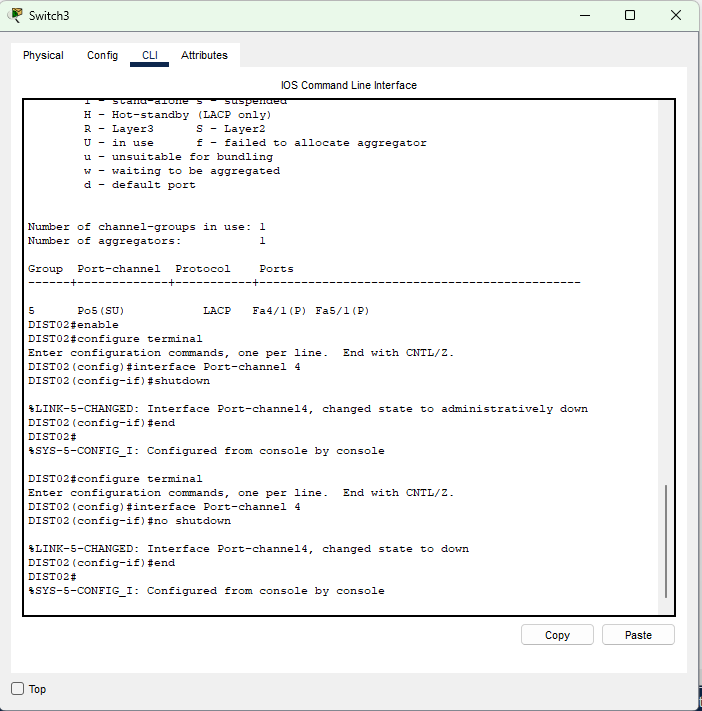 Switch3
Physical Config CLI Attributes
IOS Command Line Interface
I - stand-alone s - suspended
H - Hot-standby (LACP only)
R - Layer3 S - Layer2
U - in use f - failed to allocate aggregator
u - unsuitable for bundling
w - waiting to be aggregated
d - default port
Number of channel-groups in use: 1
Number of aggregators: 1
Group Port-channel Protocol Ports
------+-------------+-----------+----------------------------------------------
5 Po5(SU) LACP Fa4/1(P) Fa5/1(P)
DIST02#enable
DIST02#configure terminal
Enter configuration commands, one per line. End with CNTL/Z.
DIST02(config)#interface Port-channel 4
DIST02(config-if)#shutdown
%LINK-5-CHANGED: Interface Port-channel4, changed state to administratively down
DIST02(config-if)#end
DIST02#
%SYS-5-CONFIG_I: Configured from console by console
DIST02#configure terminal
Enter configuration commands, one per line. End with CNTL/Z.
DIST02(config)#interface Port-channel 4
DIST02(config-if)#no shutdown
%LINK-5-CHANGED: Interface Port-channel4, changed state to down
DIST02(config-if)#end
DIST02#
%SYS-5-CONFIG_I: Configured from console by console
Copy Paste
Top